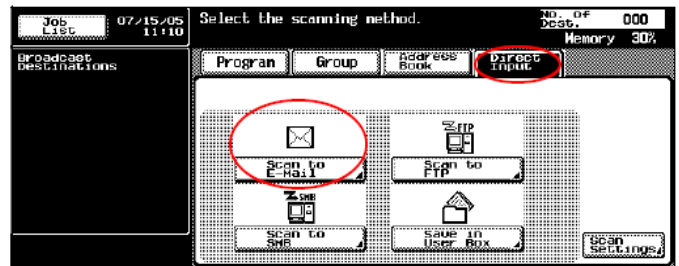 Job List
07/15/05
11:10
Select the scanning method.
No. Of Dest.
000
Memory 30%
Broadcast
Destinations
Program
Group
Address
Book
Direct
Input
FTP
Scan to
E-Mail
Scan to
FTP
SMB
Scan to
SMB
Save in
User Box
Scan
Settings